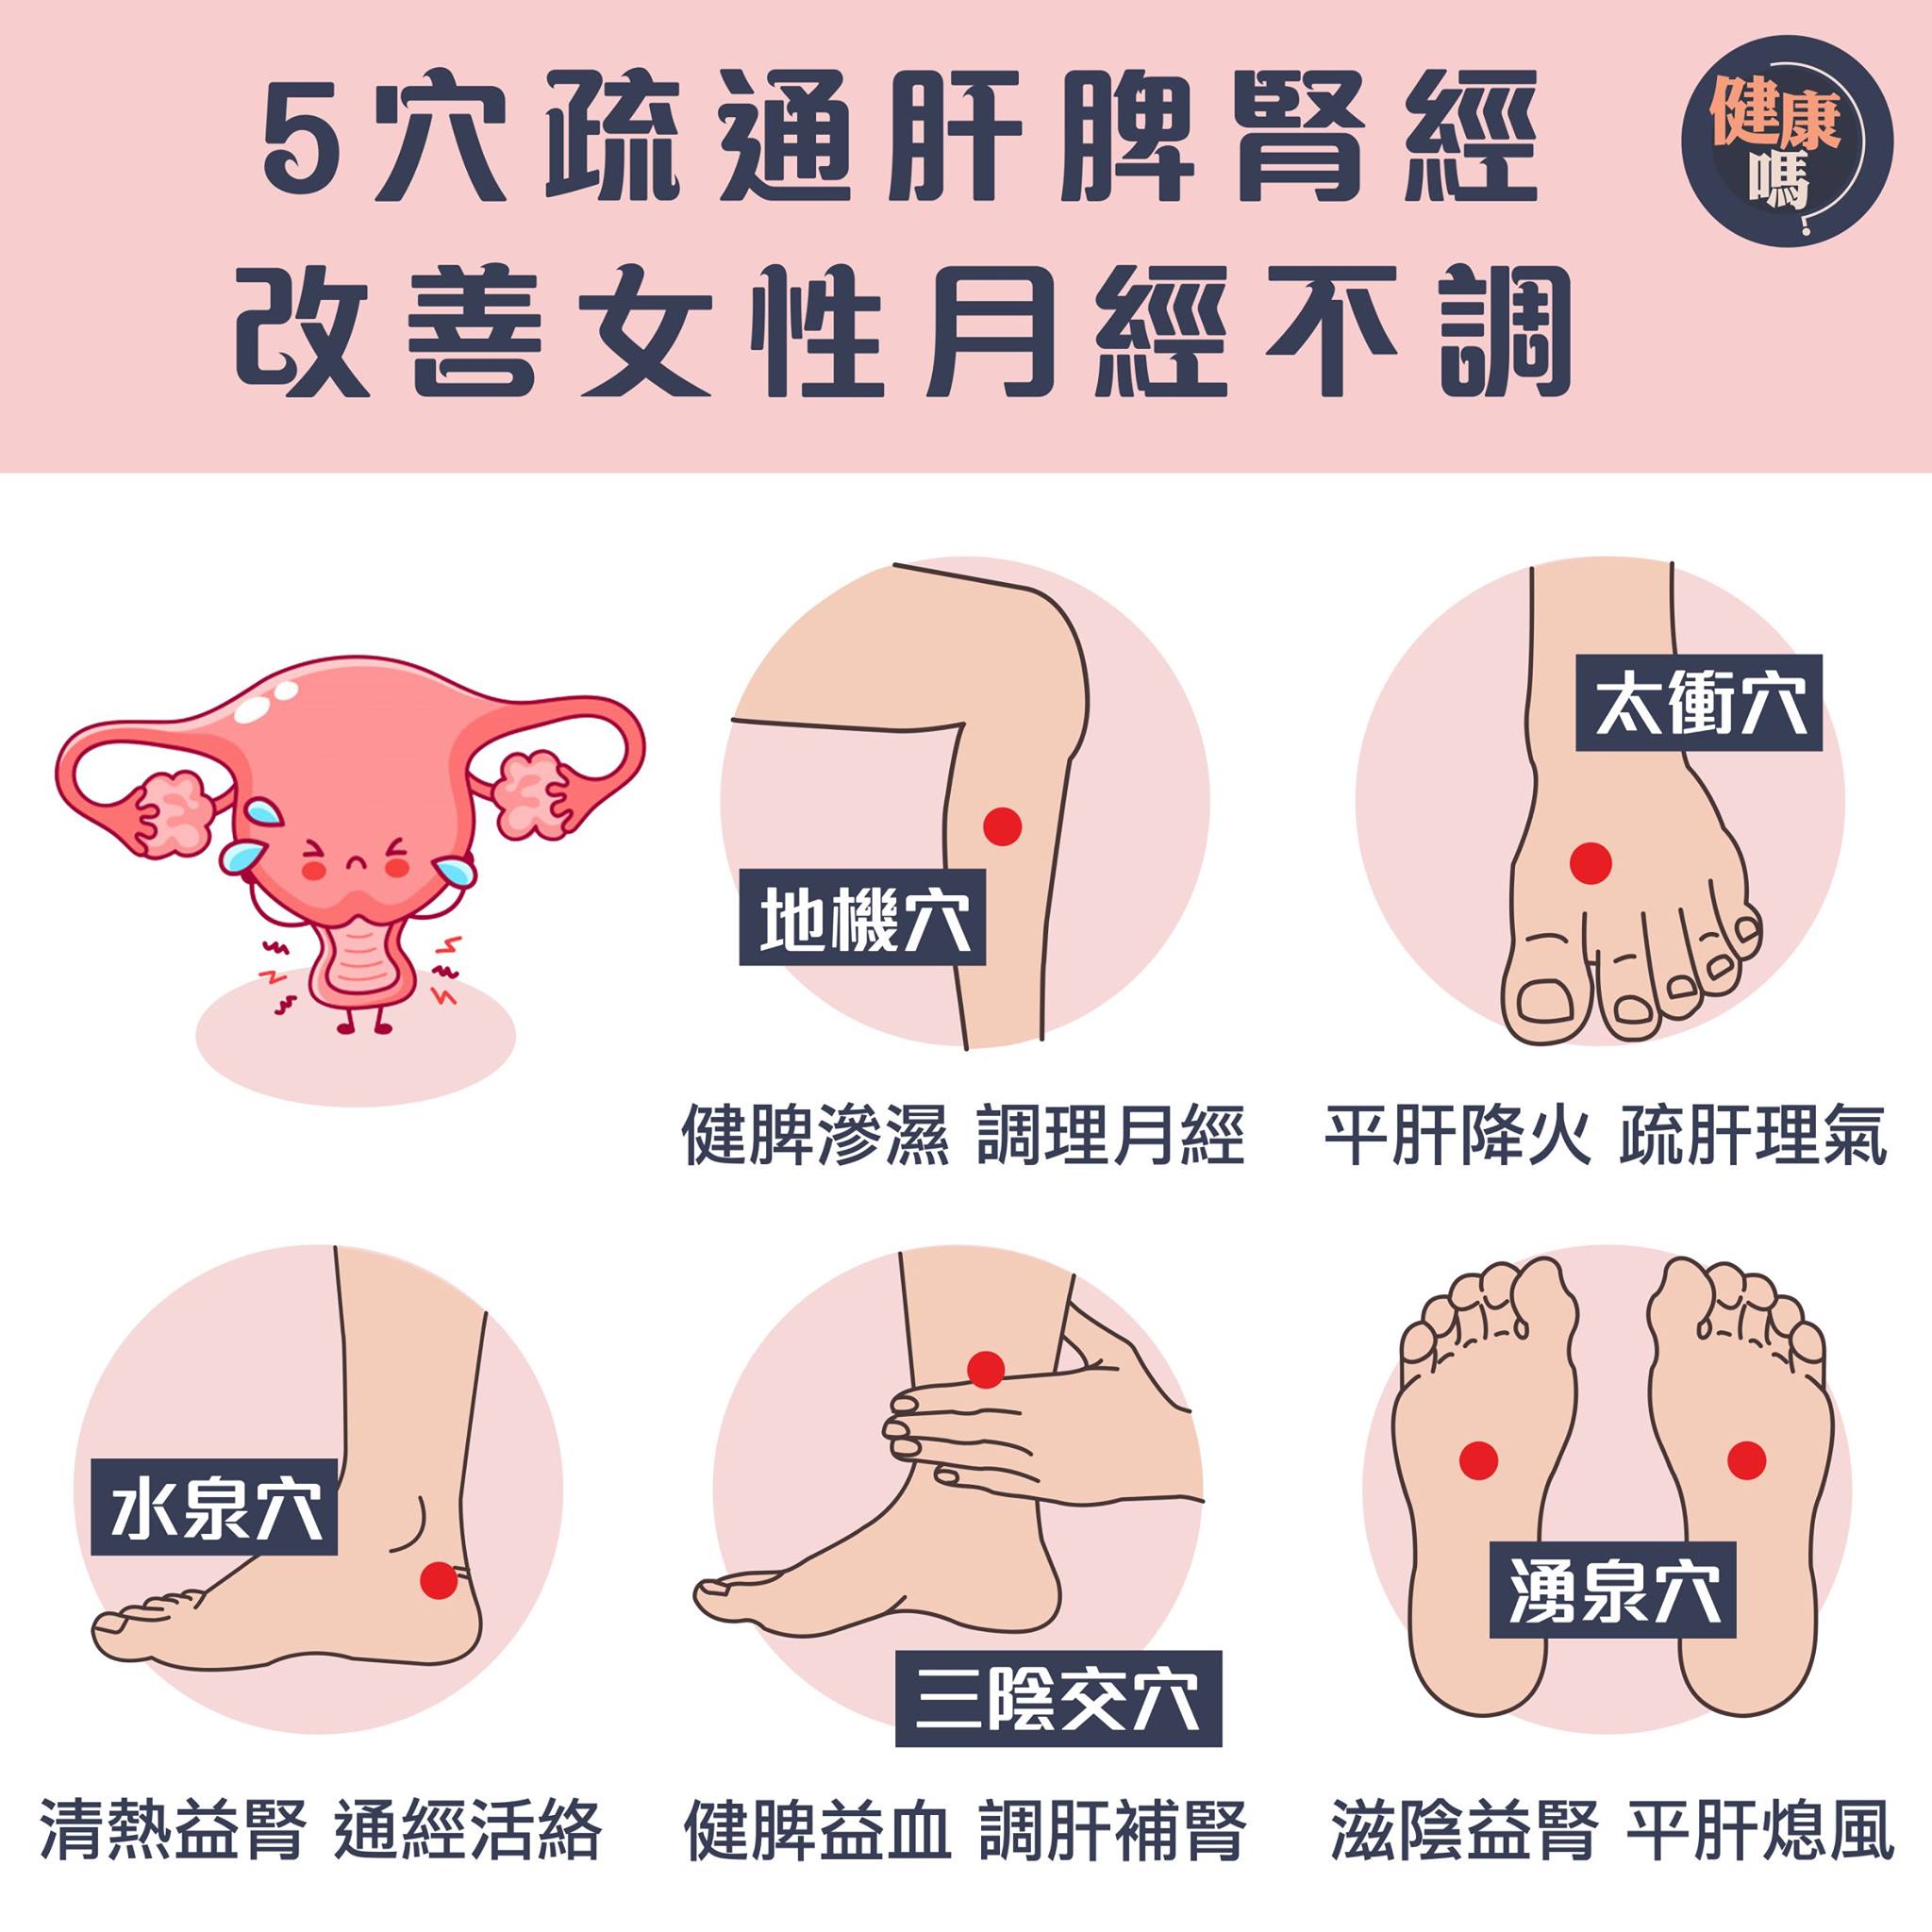 5穴疏通肝脾腎經
改善女性月經不調
健康
嗎?
地機穴
太衝穴
健脾滲濕 調理月經
平肝降火 疏肝理氣
水泉穴
三陰交穴
湧泉穴
清熱益腎 通經活絡
健脾益血 調肝補腎
滋陰益腎 平肝熄風